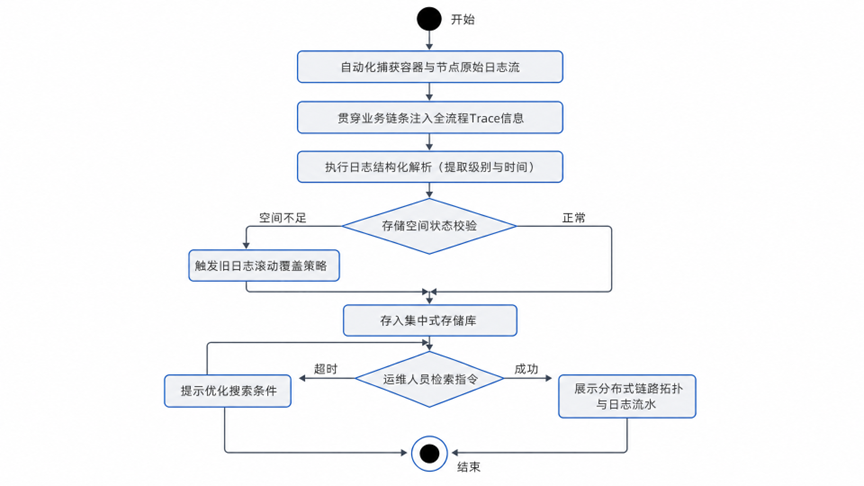 开始
自动化捕获容器与节点原始日志流
贯穿业务链条注入全流程Trace信息
执行日志结构化解析（提取级别与时间）
空间不足
存储空间状态校验
正常
触发旧日志滚动覆盖策略
存入集中式存储库
超时
运维人员检索指令
成功
提示优化搜索条件
展示分布式链路拓扑
与日志流水
结束